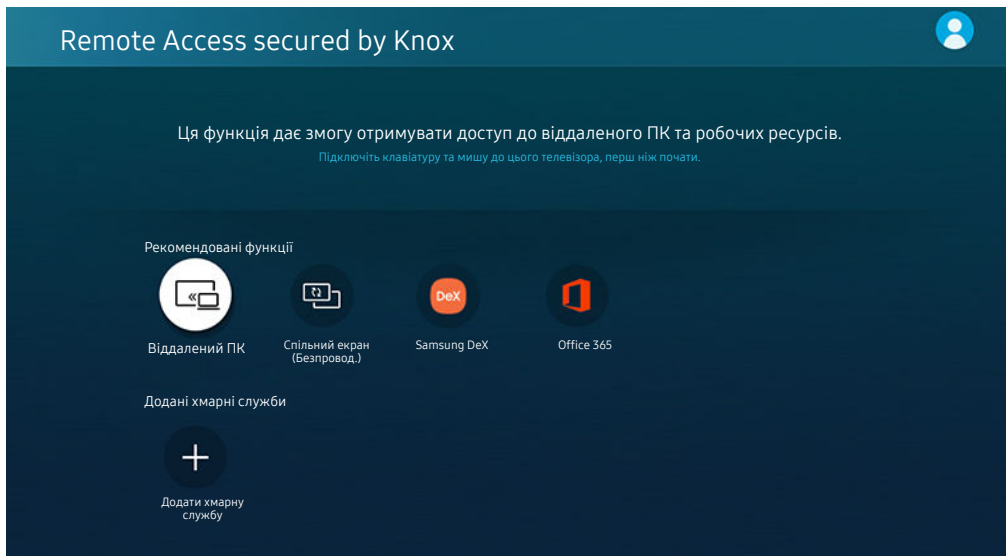 Remote Access secured by Knox
Ця функція дає змогу отримувати доступ до віддаленого ПК та робочих ресурсів.
Підключіть клавіатуру та мишу до цього телевізора, перш ніж почати.
Рекомендовані функції
DeX
Віддалений ПК
Спільний екран
(Безпровод.)
Samsung DeX
Office 365
Додані хмарні служби
Додати хмарну
службу